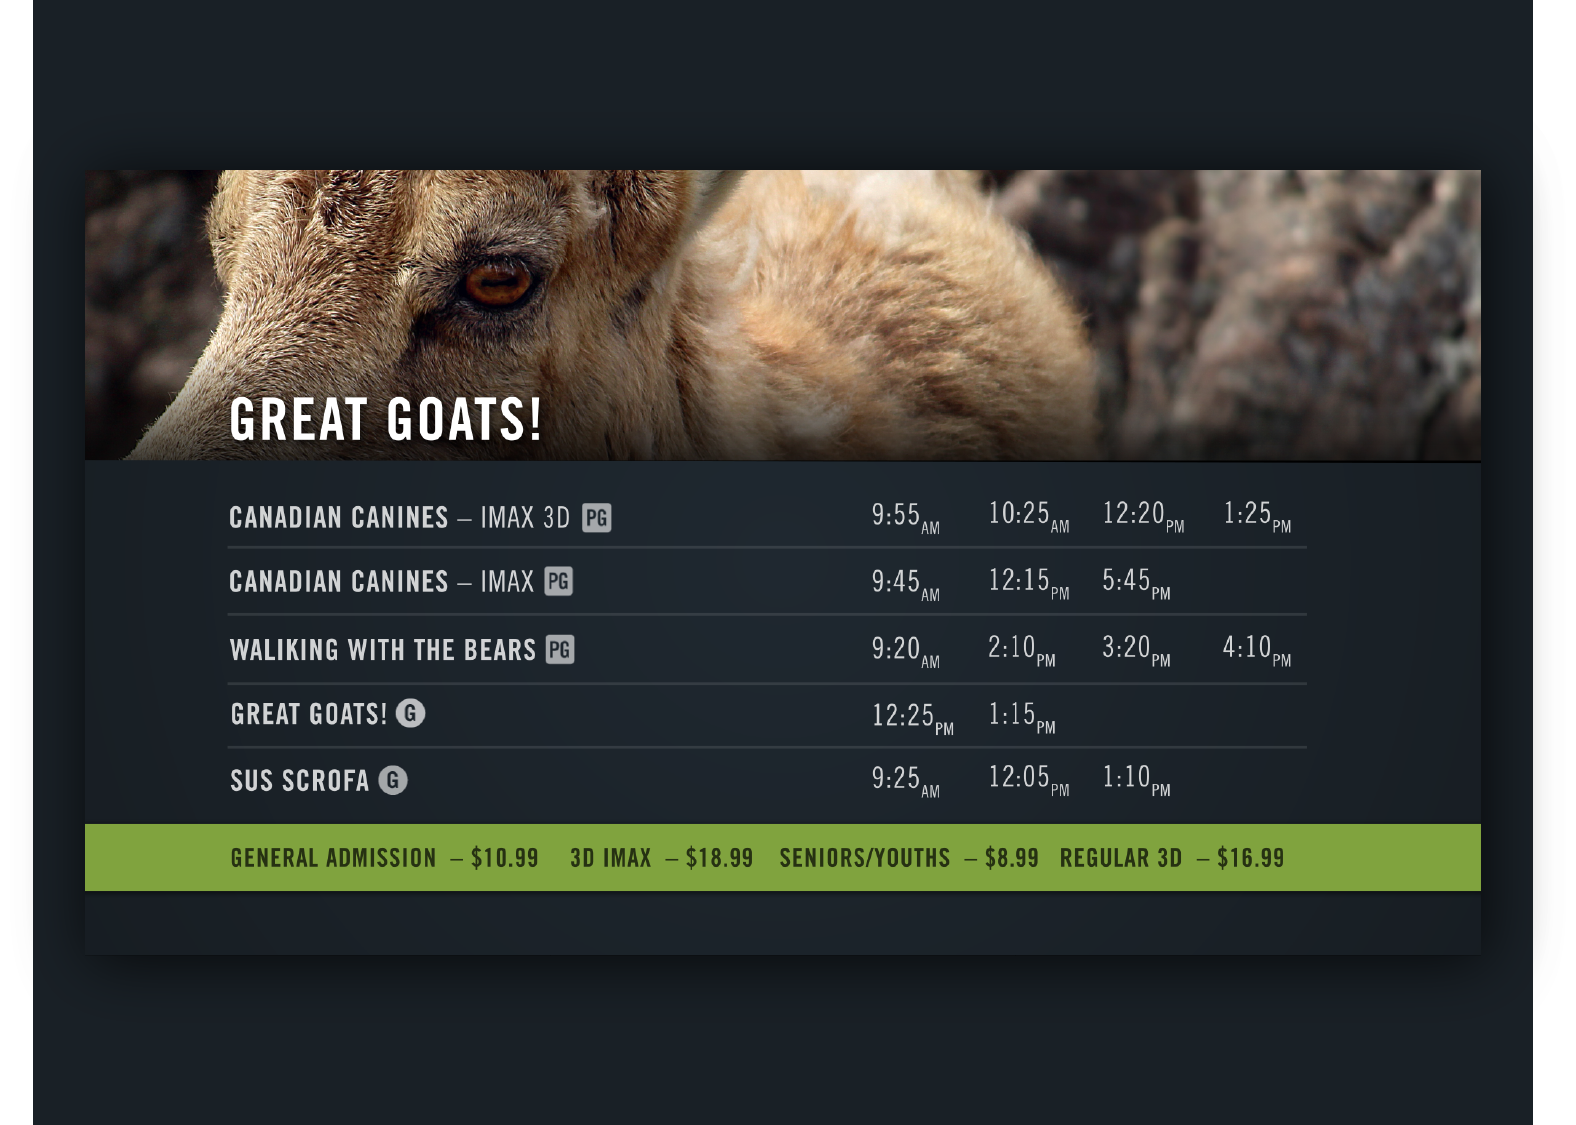 GREAT GOATS!
CANADIAN CANINES – IMAX 3D PG 9:55AM 10:25AM 12:20PM 1:25PM
CANADIAN CANINES – IMAX PG 9:45AM 12:15PM 5:45PM
WALIKING WITH THE BEARS PG 9:20AM 2:10PM 3:20PM 4:10PM
GREAT GOATS! G 12:25PM 1:15PM
SUS SCROFA G 9:25AM 12:05PM 1:10PM
GENERAL ADMISSION – $10.99 3D IMAX – $18.99 SENIORS/YOUTHS – $8.99 REGULAR 3D – $16.99